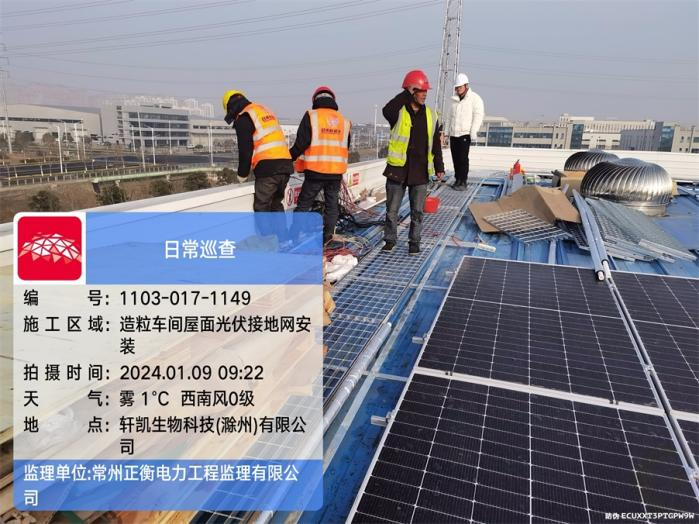 日常巡查
编号：1103-017-1149
施工区域：造粒车间屋面光伏接地网安
装
拍摄时间：2024.01.09 09:22
天气：雾 1℃ 西南风0级
地点：轩凯生物科技(滁州)有限公
司
监理单位:常州正衡电力工程监理有限公
司
防伪 ECUXXT3PTGPW9W